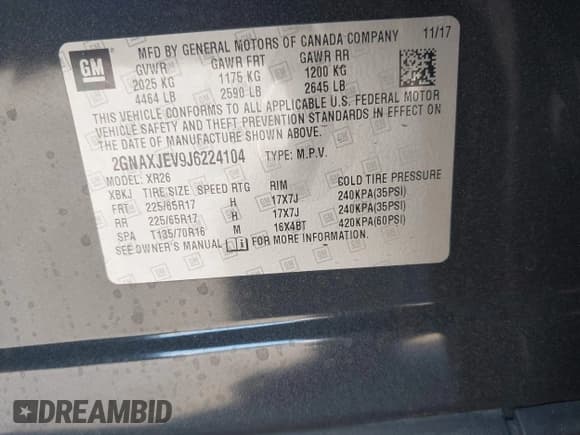 GM
MFD BY GENERAL MOTORS OF CANADA COMPANY 11/17
GVWR GAWR FRT GAWR RR
2025 KG 1175 KG 1200 KG
4464 LB 2590 LB 2645 LB
THIS VEHICLE CONFORMS TO ALL APPLICABLE U.S. FEDERAL MOTOR
VEHICLE SAFETY AND THEFT PREVENTION STANDARDS IN EFFECT ON
THE DATE OF MANUFACTURE SHOWN ABOVE.
2GNAXJEV9J6224104 TYPE: M.P.V.
MODEL: XR26
XBKJ TIRE SIZE SPEED RTG RIM COLD TIRE PRESSURE
FRT 225/65R17 H 17X7J 240KPA(35PSI)
RR 225/65R17 H 17X7J 240KPA(35PSI)
SPA T135/70R16 M 16X4BT 420KPA(60PSI)
SEE OWNER'S MANUAL FOR MORE INFORMATION.
DREAMBID